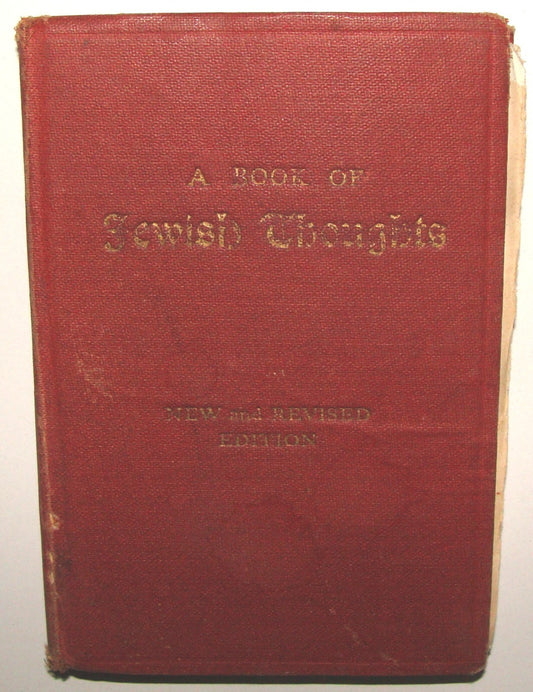 A BOOK OF
Jewish Thoughts
NEW and REVISED
EDITION